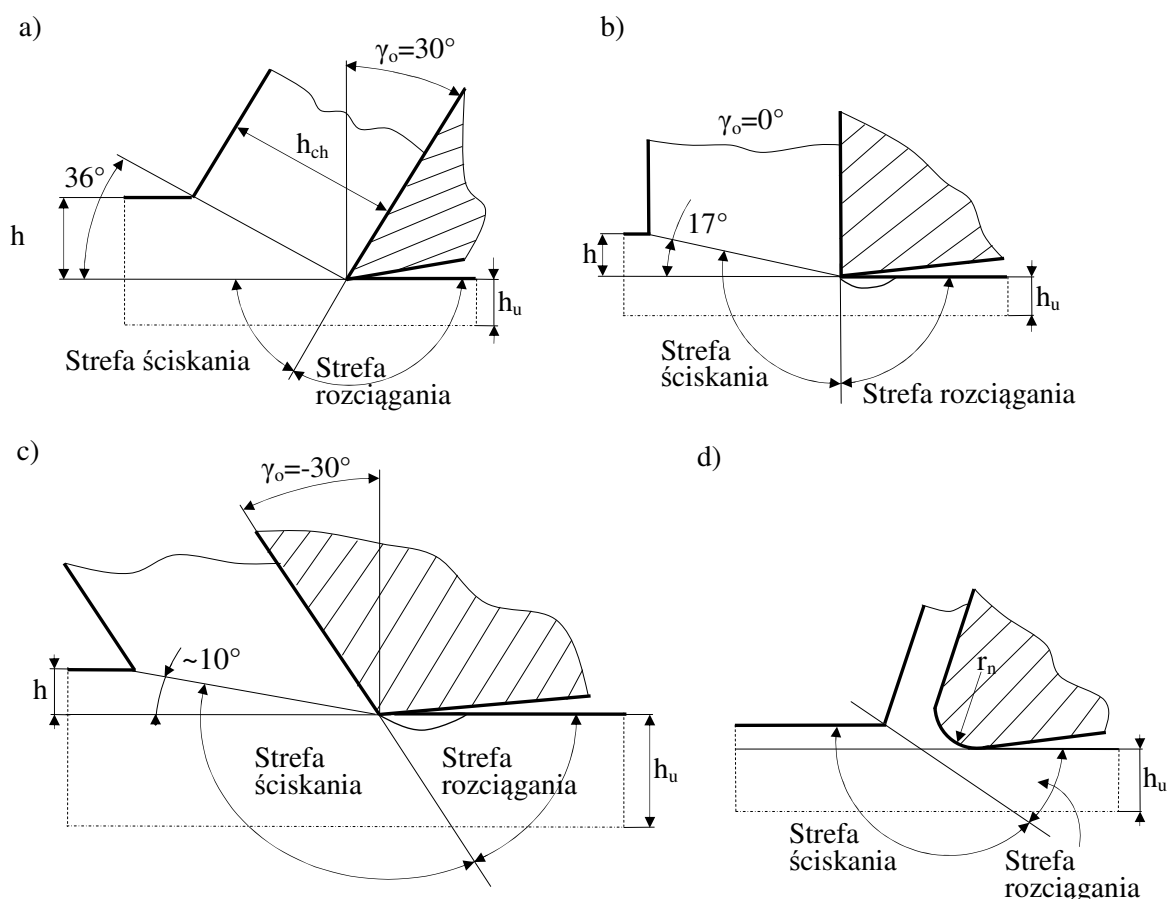 a)
γₒ=30°
h_ch
36°
h
hᵤ
Strefa ściskania
Strefa
rozciągania
b)
γₒ=0°
17°
h
hᵤ
Strefa
ściskania
Strefa rozciągania
c)
γₒ=-30°
~10°
h
Strefa
ściskania
Strefa
rozciągania
hᵤ
d)
rₙ
hᵤ
Strefa
ściskania
Strefa
rozciągania